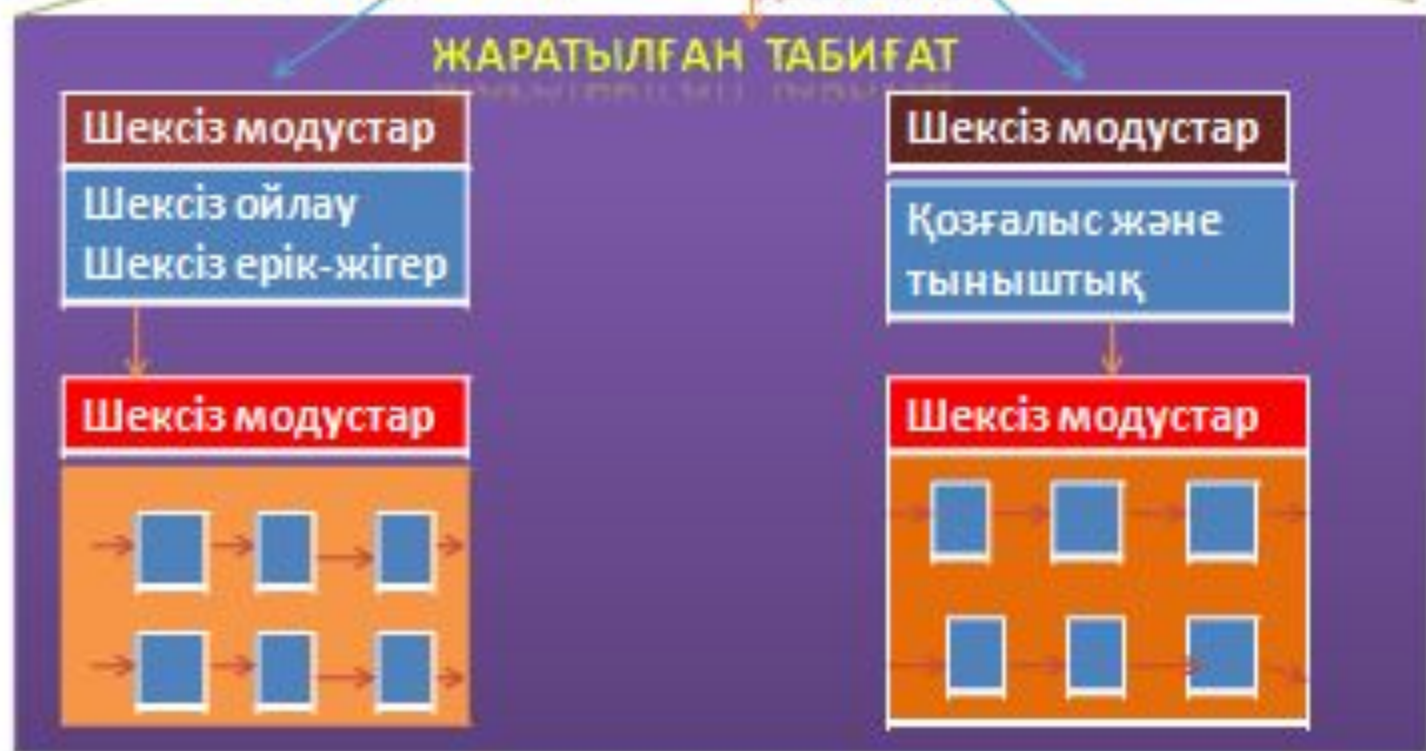 ЖАРАТЫЛҒАН ТАБИҒАТ
Шексіз модустар
Шексіз ойлау
Шексіз ерік-жігер
Шексіз модустар
Шексіз модустар
Қозғалыс және
тыныштық
Шексіз модустар